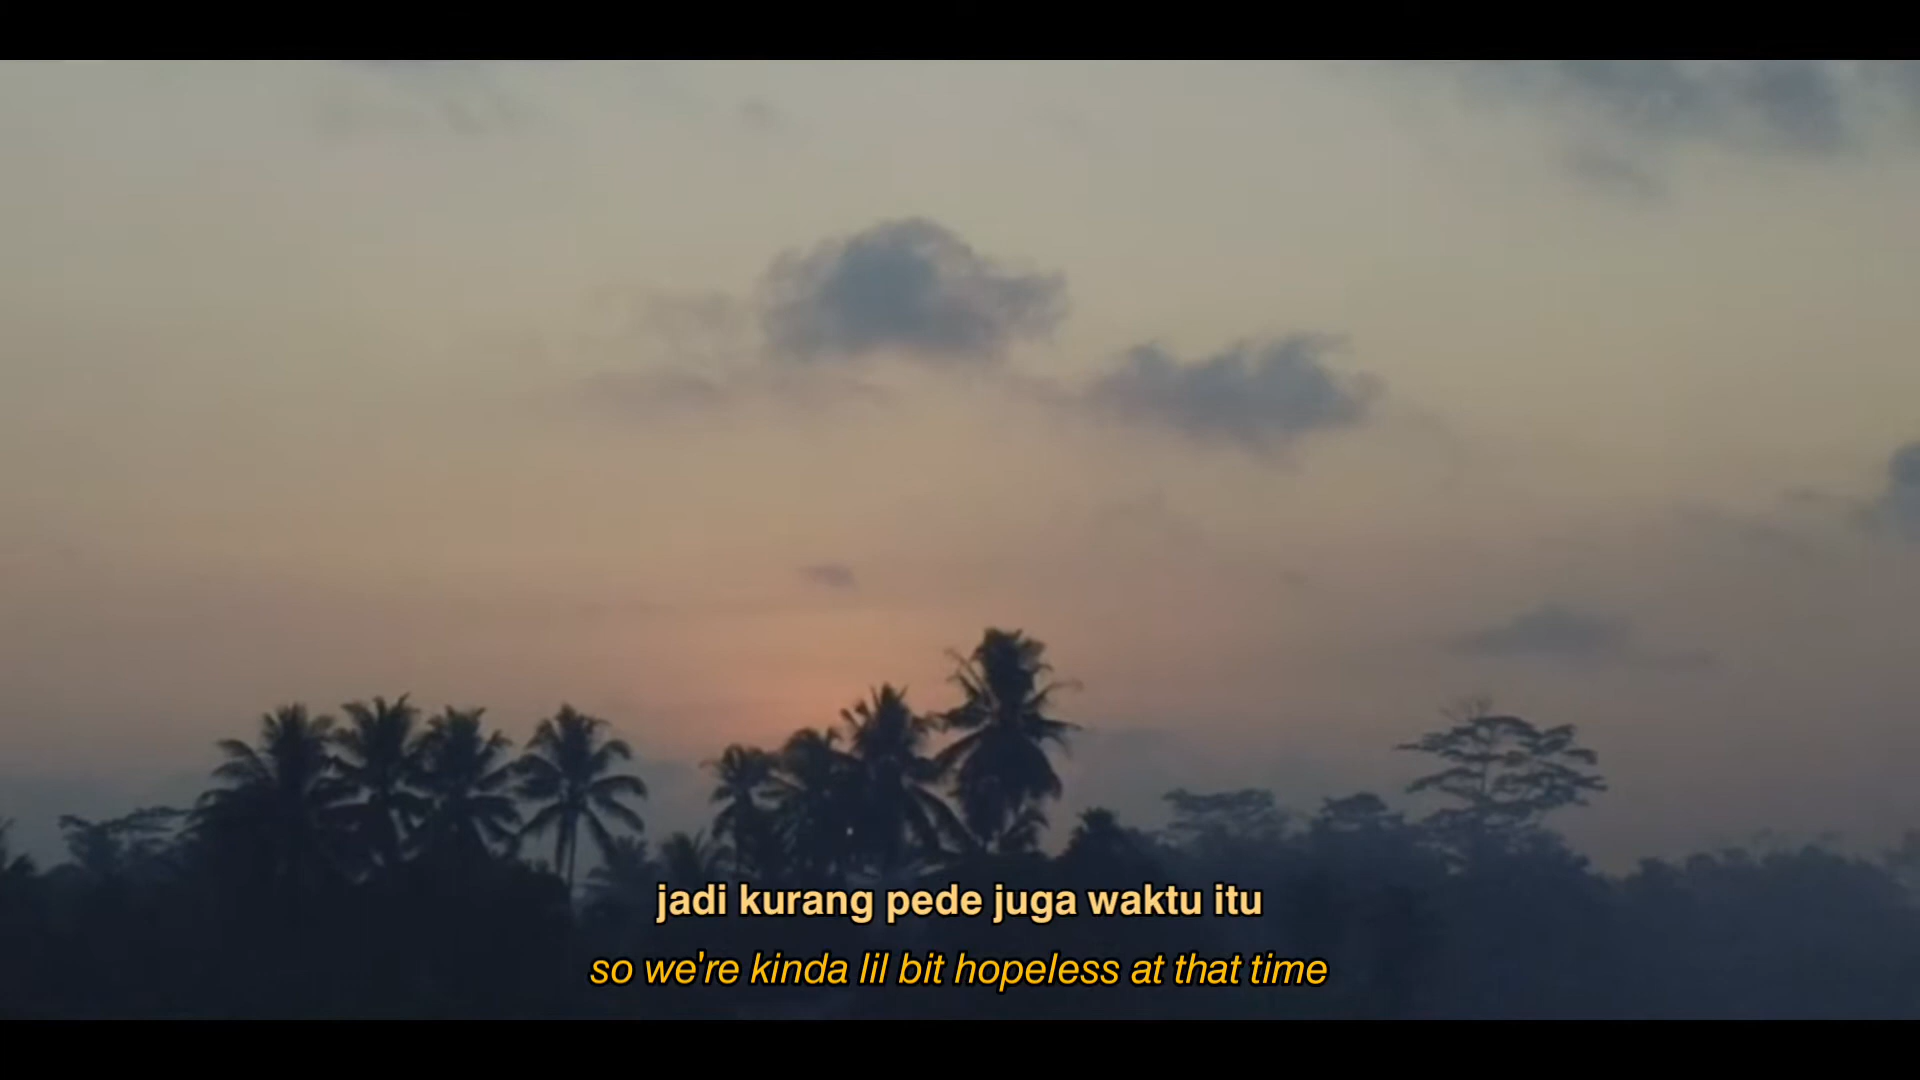 jadi kurang pede juga waktu itu
so we're kinda lil bit hopeless at that time